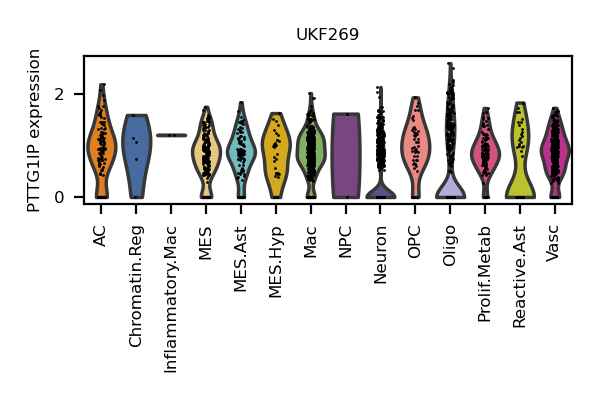 UKF269
PTTG1IP expression
2
0
AC
Chromatin.Reg
Inflammatory.Mac
MES
MES.Ast
MES.Hyp
Mac
NPC
Neuron
OPC
Oligo
Prolif.Metab
Reactive.Ast
Vasc